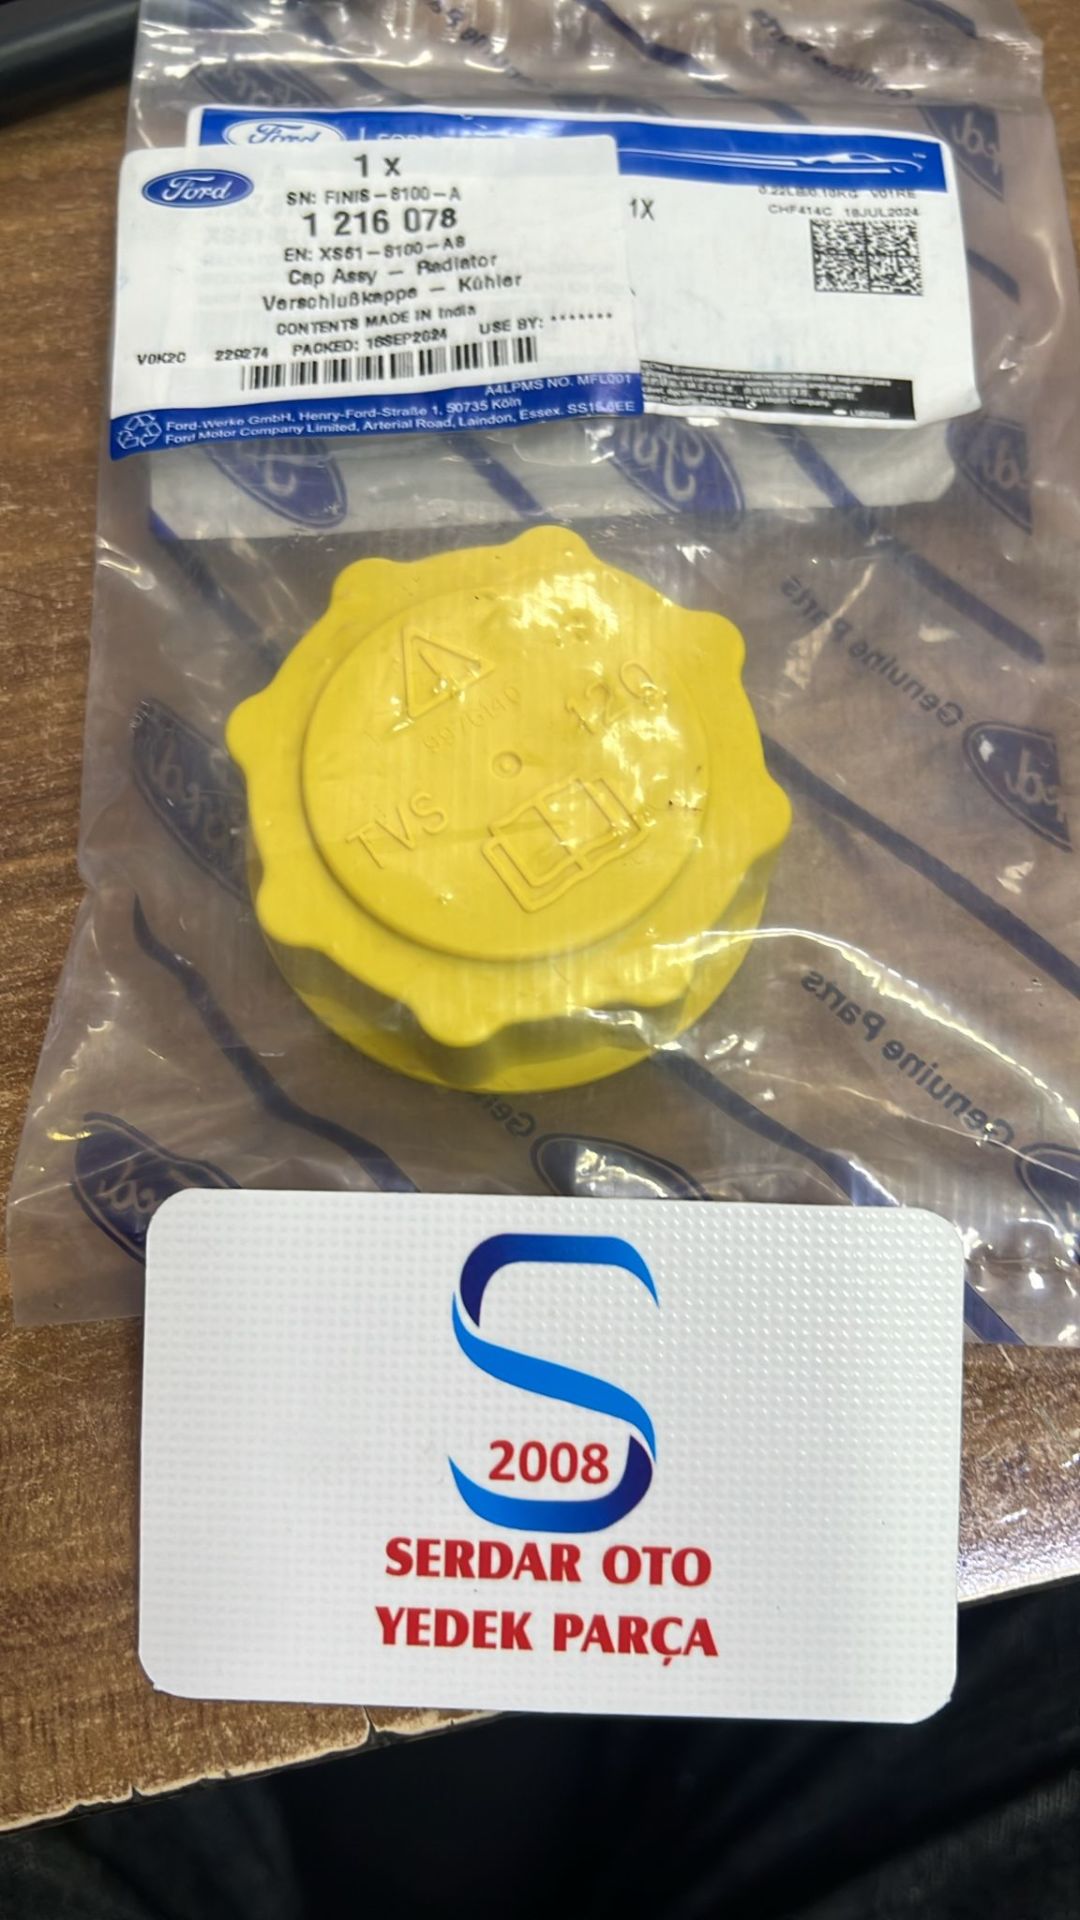 Ford
Ford
1 x
SN: FINIS-8100-A
1 216 078
EN: XS61-8100-AB
Cap Assy - Radiator
Verschlußkappe - Kühler
CONTENTS MADE IN India
V0K2C 229274 PACKED: 16SEP2024 USE BY: *******
A4LPMS NO. MFL001
Ford-Werke GmbH, Henry-Ford-Straße 1, 50735 Köln
Ford Motor Company Limited, Arterial Road, Laindon, Essex.
1X
CHF414C 18JUL2024
120
TVS
Genuine Parts
Genuine Parts
2008
SERDAR OTO
YEDEK PARÇA